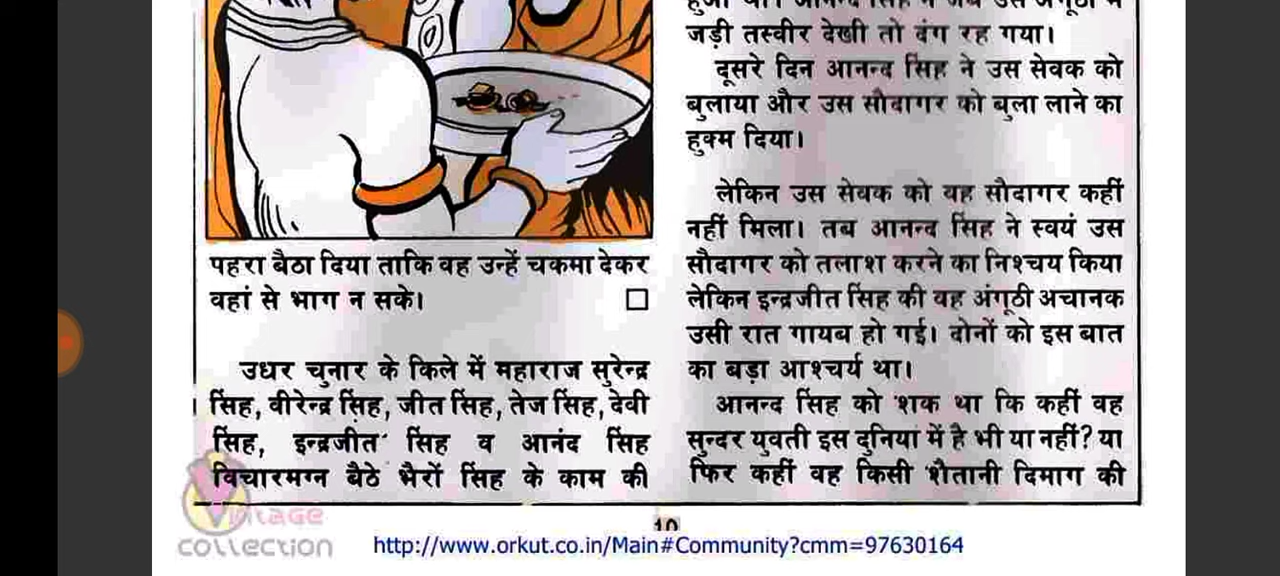 पहरा बैठा दिया ताकि वह उन्हें चकमा देकर
वहां से भाग न सके। □
उधर चुनार के किले में महाराज सुरेन्द्र
सिंह, वीरेन्द्र सिंह, जीत सिंह, तेज सिंह, देवी
सिंह, इन्द्रजीत सिंह व आनंद सिंह
विचारमग्न बैठे भैरों सिंह के काम की
जड़ी तस्वीर देखी तो दंग रह गया।
दूसरे दिन आनन्द सिंह ने उस सेवक को
बुलाया और उस सौदागर को बुला लाने का
हुक्म दिया।
लेकिन उस सेवक को वह सौदागर कहीं
नहीं मिला। तब आनन्द सिंह ने स्वयं उस
सौदागर को तलाश करने का निश्चय किया
लेकिन इन्द्रजीत सिंह की वह अंगूठी अचानक
उसी रात गायब हो गई। दोनों को इस बात
का बड़ा आश्चर्य था।
आनन्द सिंह को शक था कि कहीं वह
सुन्दर युवती इस दुनिया में है भी या नहीं? या
फिर कहीं वह किसी शैतानी दिमाग की
10
Vintage
collection
http://www.orkut.co.in/Main#Community?cmm=97630164